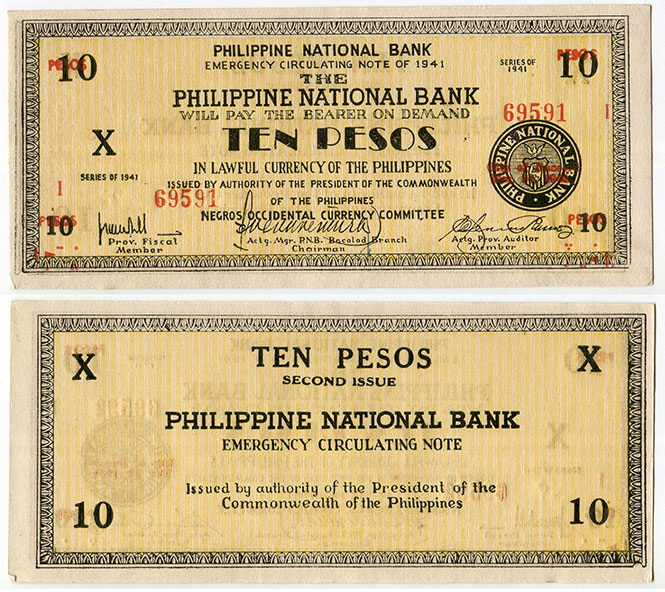 PHILIPPINE NATIONAL BANK
EMERGENCY CIRCULATING NOTE OF 1941
SERIES OF 1941
10 PESOS
10 PESOS
THE
PHILIPPINE NATIONAL BANK
WILL PAY THE BEARER ON DEMAND
TEN PESOS
69591
X
IN LAWFUL CURRENCY OF THE PHILIPPINES
SERIES OF 1941
ISSUED BY AUTHORITY OF THE PRESIDENT OF THE COMMONWEALTH
OF THE PHILIPPINES
69591
NEGROS OCCIDENTAL CURRENCY COMMITTEE
PHILIPPINE NATIONAL BANK
I
I
10 PESOS
10 PESOS
Prov. Fiscal
Member
Actg. Mgr. P.N.B. Bacolod Branch
Chairman
Actg. Prov. Auditor
Member
X
TEN PESOS
X
SECOND ISSUE
PHILIPPINE NATIONAL BANK
EMERGENCY CIRCULATING NOTE
Issued by authority of the President of the
Commonwealth of the Philippines
10
10